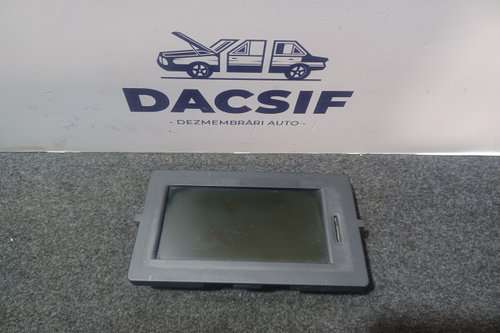 DACSIF
- DEZMEMBRĂRI AUTO -